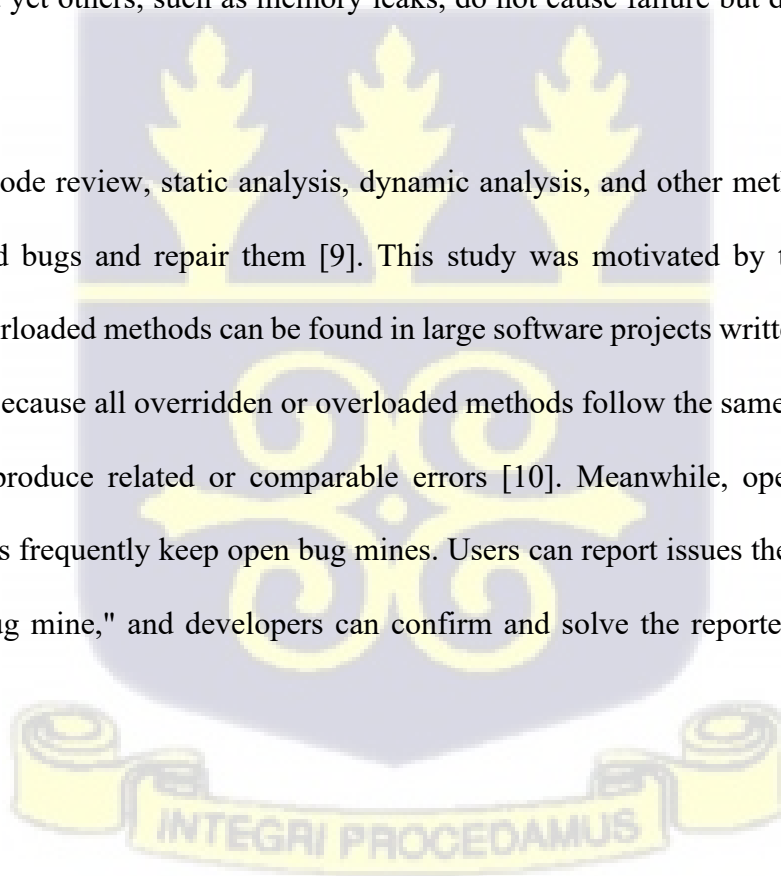 yet others, such as memory leaks, do not cause failure but d
ode review, static analysis, dynamic analysis, and other met
d bugs and repair them [9]. This study was motivated by
rloaded methods can be found in large software projects writt
ecause all overridden or overloaded methods follow the same
produce related or comparable errors [10]. Meanwhile, ope
s frequently keep open bug mines. Users can report issues the
ug mine," and developers can confirm and solve the reporte
INTEGRI PROCEDAMUS